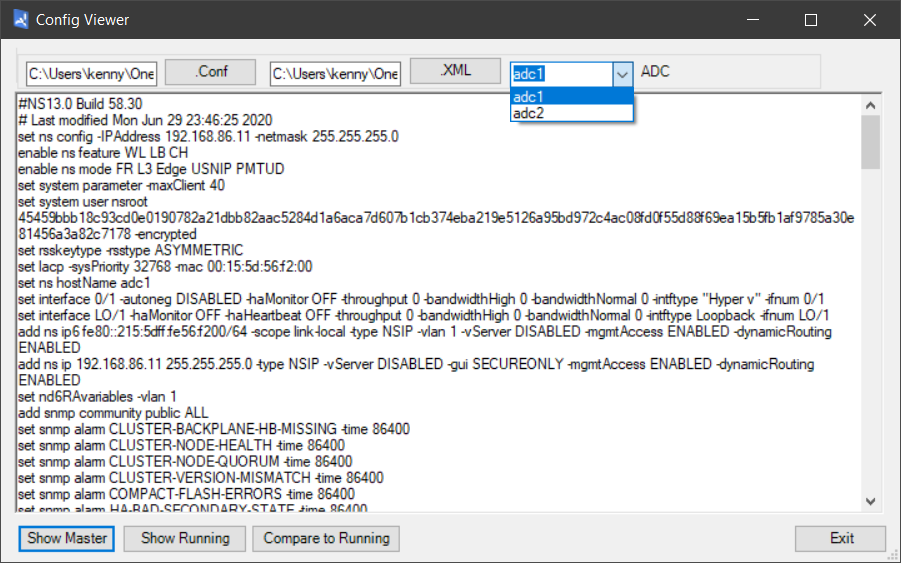 Config Viewer
C:\Users\kenny\One
.Conf
C:\Users\kenny\One
.XML
adc1
ADC
adc1
adc2
#NS13.0 Build 58.30
# Last modified Mon Jun 29 23:46:25 2020
set ns config -IPAddress 192.168.86.11 -netmask 255.255.255.0
enable ns feature WL LB CH
enable ns mode FR L3 Edge USNIP PMTUD
set system parameter -maxClient 40
set system user nsroot
45459bbb18c93cd0e0190782a21dbb82aac5284d1a6aca7d607b1cb374eba219e5126a95bd972c4ac08fd0f55d88f69ea15b5fb1af9785a30e
81456a3a82c7178 -encrypted
set rsskeytype -rsstype ASYMMETRIC
set lacp -sysPriority 32768 -mac 00:15:5d:56:f2:00
set ns hostName adc1
set interface 0/1 -autoneg DISABLED -haMonitor OFF -throughput 0 -bandwidthHigh 0 -bandwidthNormal 0 -intftype "Hyper v" -ifnum 0/1
set interface LO/1 -haMonitor OFF -haHeartbeat OFF -throughput 0 -bandwidthHigh 0 -bandwidthNormal 0 -intftype Loopback -ifnum LO/1
add ns ip6 fe80::215:5dff:fe56:f200/64 -scope link-local -type NSIP -vlan 1 -vServer DISABLED -mgmtAccess ENABLED -dynamicRouting
ENABLED
add ns ip 192.168.86.11 255.255.255.0 -type NSIP -vServer DISABLED -gui SECUREONLY -mgmtAccess ENABLED -dynamicRouting
ENABLED
set nd6RAvariables -vlan 1
add snmp community public ALL
set snmp alarm CLUSTER-BACKPLANE-HB-MISSING -time 86400
set snmp alarm CLUSTER-NODE-HEALTH -time 86400
set snmp alarm CLUSTER-NODE-QUORUM -time 86400
set snmp alarm CLUSTER-VERSION-MISMATCH -time 86400
set snmp alarm COMPACT-FLASH-ERRORS -time 86400
set snmp alarm HA-BAD-SECONDARY-STATE -time 86400
Show Master
Show Running
Compare to Running
Exit